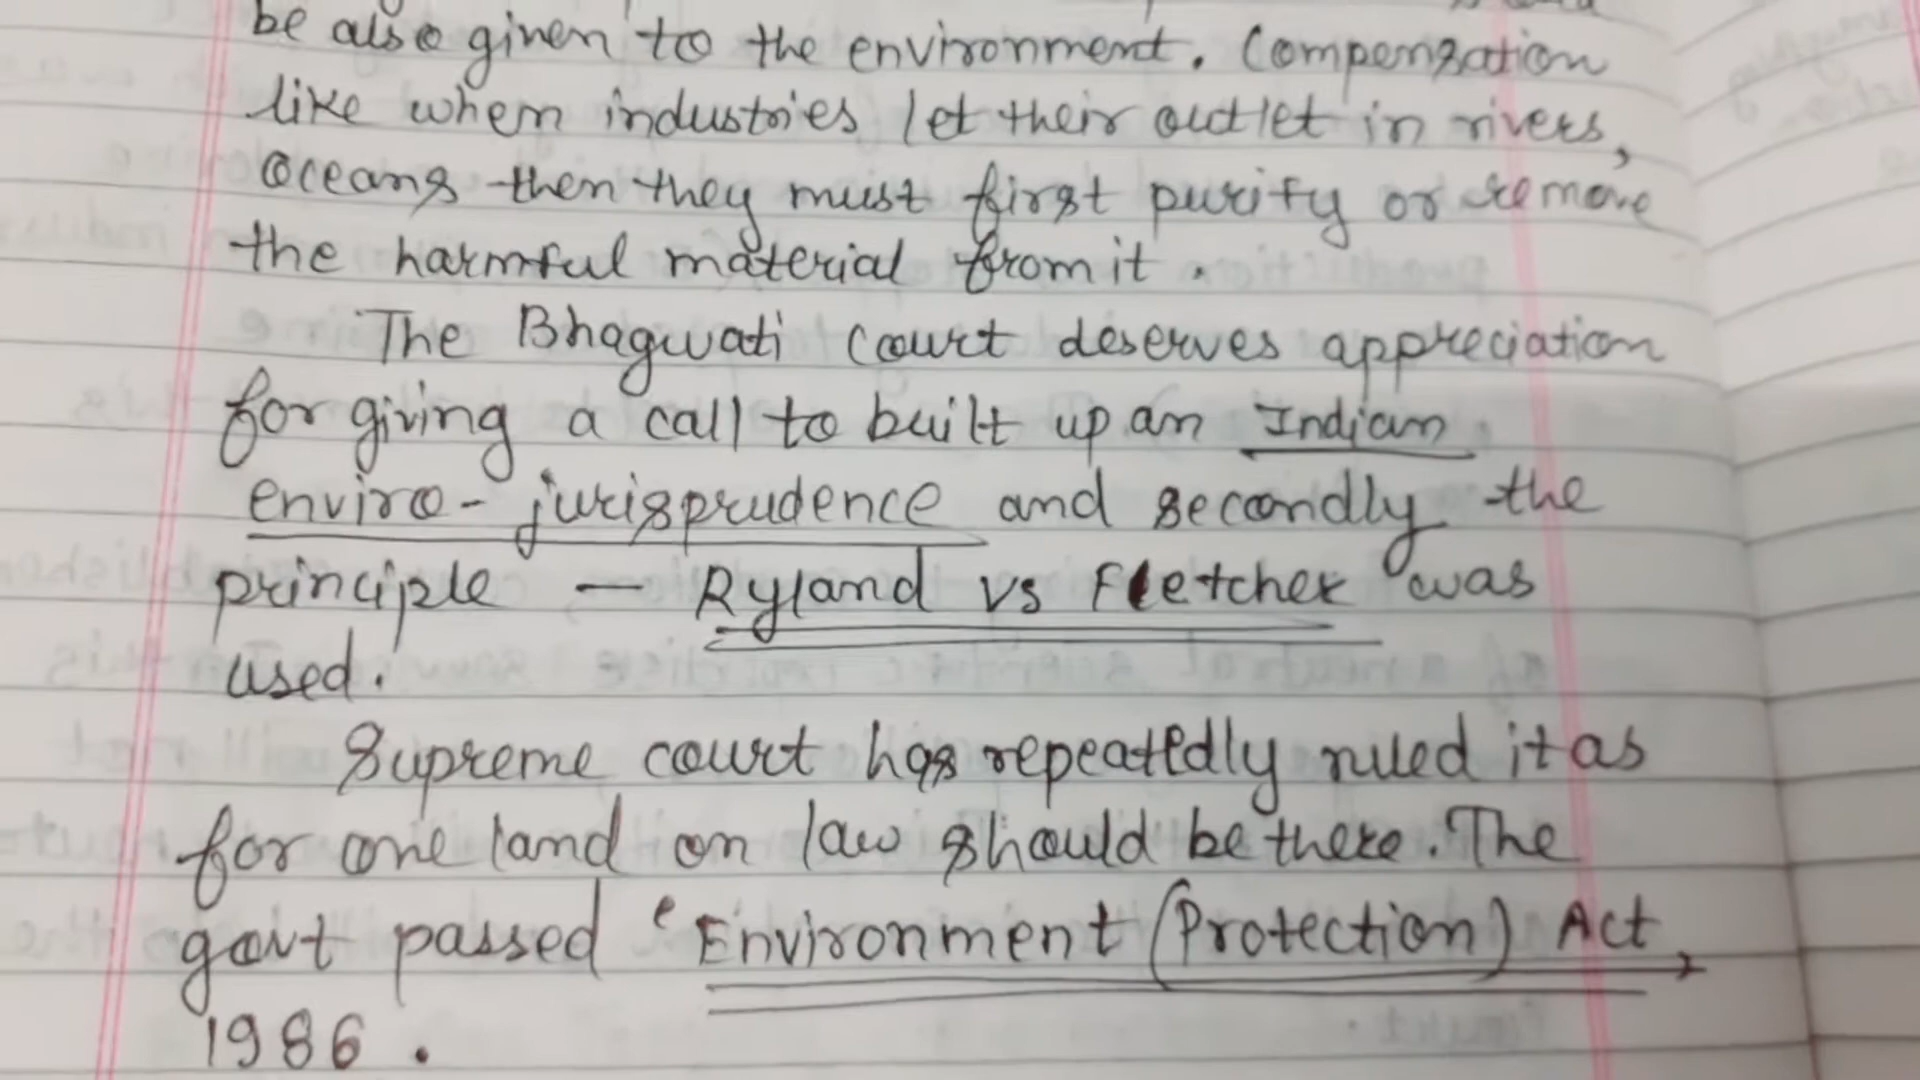 be also given to the environment. Compensation
like when industries let their outlet in rivers,
Oceans then they must first purify or remove
the harmful material from it.
The Bhagwati Court deserves appreciation
for giving a call to built up an Indian
enviro-jurisprudence and secondly the
principle — Ryland vs Fletcher was
used.
Supreme court has repeatedly ruled it as
for one land on law should be there. The
govt passed 'Environment (Protection) Act,
1986.